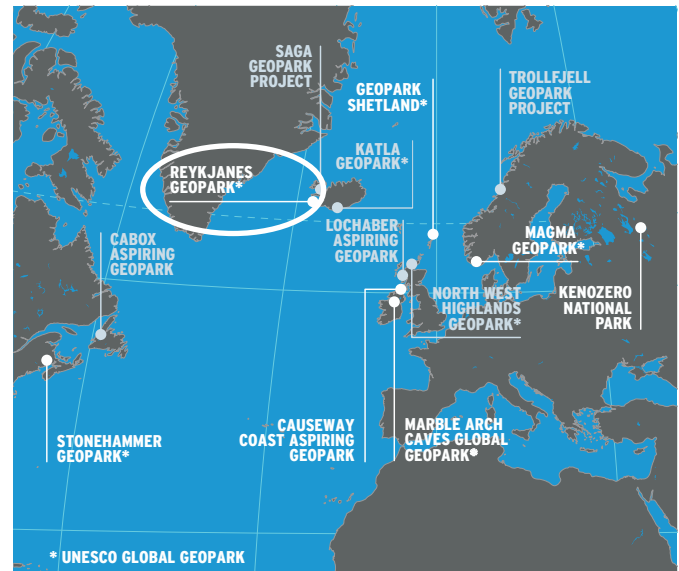 SAGA
GEOPARK
PROJECT
GEOPARK
SHETLAND*
TROLLFJELL
GEOPARK
PROJECT
KATLA
GEOPARK*
REYKJANES
GEOPARK*
LOCHABER
ASPIRING
GEOPARK
MAGMA
GEOPARK*
CABOX
ASPIRING
GEOPARK
NORTH WEST
HIGHLANDS
GEOPARK*
KENOZERO
NATIONAL
PARK
STONEHAMMER
GEOPARK*
CAUSEWAY
COAST ASPIRING
GEOPARK
MARBLE ARCH
CAVES GLOBAL
GEOPARK*
* UNESCO GLOBAL GEOPARK